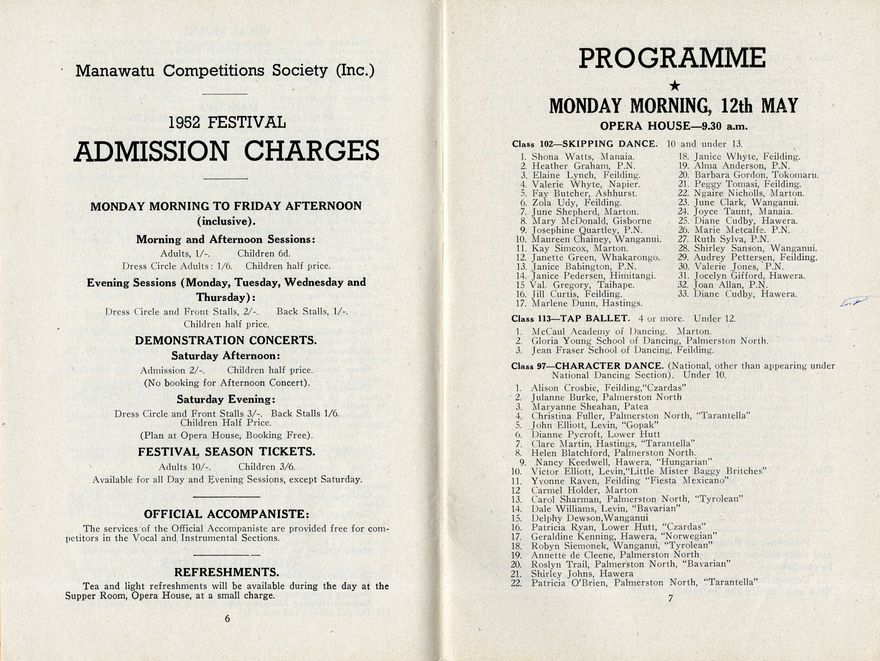 Manawatu Competitions Society (Inc.)
1952 FESTIVAL
ADMISSION CHARGES
MONDAY MORNING TO FRIDAY AFTERNOON
(inclusive).
Morning and Afternoon Sessions:
Adults, 1/-. Children 6d.
Dress Circle Adults: 1/6. Children half price.
Evening Sessions (Monday, Tuesday, Wednesday and
Thursday):
Dress Circle and Front Stalls, 2/-. Back Stalls, 1/-.
Children half price.
DEMONSTRATION CONCERTS.
Saturday Afternoon:
Admission 2/-. Children half price.
(No booking for Afternoon Concert).
Saturday Evening:
Dress Circle and Front Stalls 3/-. Back Stalls 1/6.
Children Half Price.
(Plan at Opera House, Booking Free).
FESTIVAL SEASON TICKETS.
Adults 10/-. Children 3/6.
Available for all Day and Evening Sessions, except Saturday.
OFFICIAL ACCOMPANISTE:
The services of the Official Accompaniste are provided free for com-
petitors in the Vocal and Instrumental Sections.
REFRESHMENTS.
Tea and light refreshments will be available during the day at the
Supper Room, Opera House, at a small charge.
6
PROGRAMME
★
MONDAY MORNING, 12th MAY
OPERA HOUSE—9.30 a.m.
Class 102—SKIPPING DANCE. 10 and under 13.
1. Shona Watts, Manaia.
2. Heather Graham, P.N.
3. Elaine Lynch, Feilding.
4. Valerie Whyte, Napier.
5. Fay Butcher, Ashhurst.
6. Zola Udy, Feilding.
7. June Shepherd, Marton.
8. Mary McDonald, Gisborne
9. Josephine Quartley, P.N.
10. Maureen Chainey, Wanganui.
11. Kay Simcox, Marton.
12. Janette Green, Whakarongo.
13. Janice Babington, P.N.
14. Janice Pedersen, Himitangi.
15 Val. Gregory, Taihape.
16. Jill Curtis, Feilding.
17. Marlene Dunn, Hastings.
18. Janice Whyte, Feilding.
19. Alma Anderson, P.N.
20. Barbara Gordon, Tokomaru.
21. Peggy Tomasi, Feilding.
22. Ngaire Nicholls, Marton.
23. June Clark, Wanganui.
24. Joyce Taunt, Manaia.
25. Diane Cudby, Hawera.
26. Marie Metcalfe. P.N.
27. Ruth Sylva, P.N.
28. Shirley Sanson, Wanganui.
29. Audrey Pettersen, Feilding.
30. Valerie Jones, P.N.
31. Jocelyn Gifford, Hawera.
32. Joan Allan, P.N.
33. Diane Cudby, Hawera.
Class 113—TAP BALLET. 4 or more. Under 12.
1. McCaul Academy of Dancing. Marton.
2. Gloria Young School of Dancing, Palmerston North.
3. Jean Fraser School of Dancing, Feilding.
Class 97—CHARACTER DANCE. (National, other than appearing under
National Dancing Section). Under 10.
1. Alison Crosbie, Feilding,"Czardas"
2. Julanne Burke, Palmerston North
3. Maryanne Sheahan, Patea
4. Christina Fuller, Palmerston North, "Tarantella"
5. John Elliott, Levin, "Gopak"
6. Dianne Pycroft, Lower Hutt
7. Clare Martin, Hastings, "Tarantella"
8. Helen Blatchford, Palmerston North.
9. Nancy Keedwell, Hawera, "Hungarian"
10. Victor Elliott, Levin,"Little Mister Baggy Britches"
11. Yvonne Raven, Feilding "Fiesta Mexicano"
12 Carmel Holder, Marton
13. Carol Sharman, Palmerston North, "Tyrolean"
14. Dale Williams, Levin, "Bavarian"
15. Delphy Dewson,Wanganui
16. Patricia Ryan, Lower Hutt, "Czardas"
17. Geraldine Kenning, Hawera, "Norwegian"
18. Robyn Siemonek, Wanganui, "Tyrolean"
19. Annette de Cleene, Palmerston North
20. Roslyn Trail, Palmerston North, "Bavarian"
21. Shirley Johns, Hawera
22. Patricia O'Brien, Palmerston North, "Tarantella"
7